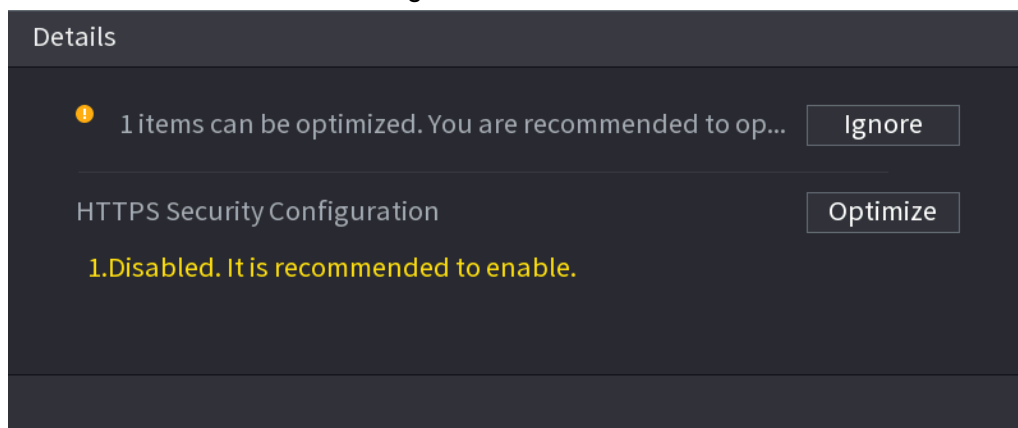 Details
1 items can be optimized. You are recommended to op... Ignore
HTTPS Security Configuration Optimize
1.Disabled. It is recommended to enable.